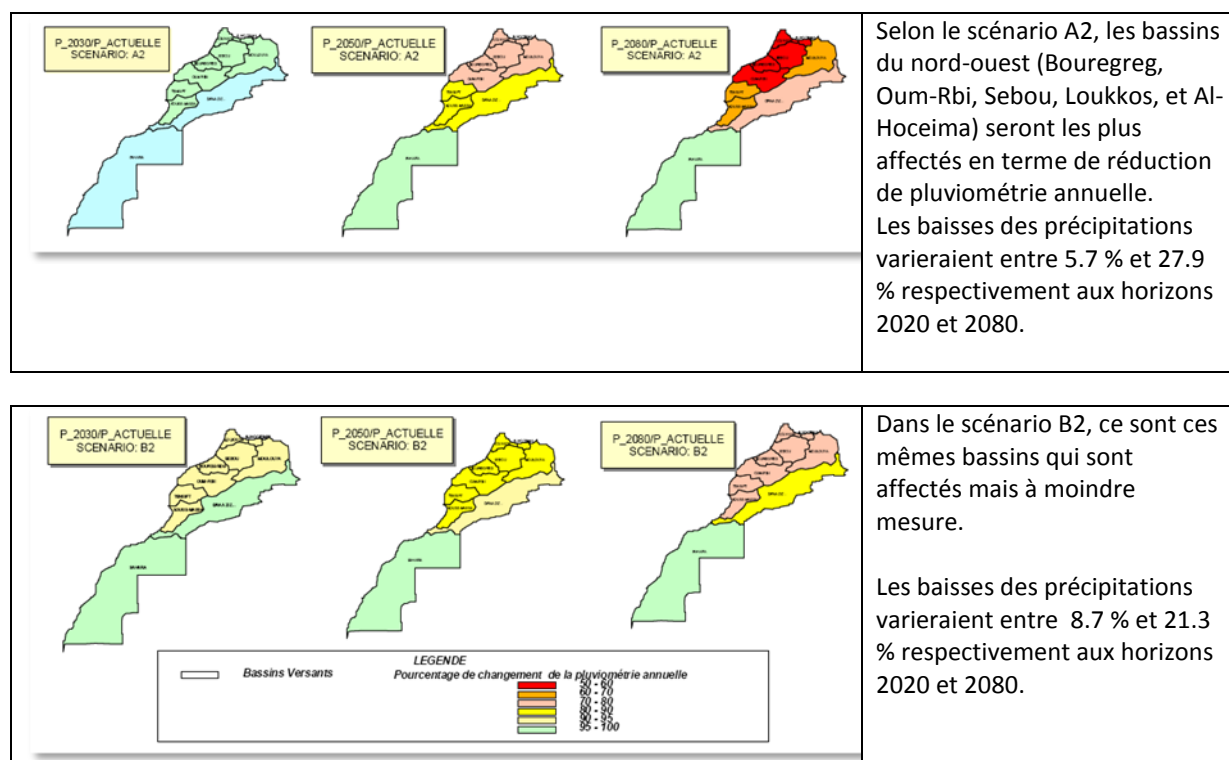 P_2030/P_ACTUELLE
SCENARIO: A2
P_2050/P_ACTUELLE
SCENARIO: A2
P_2080/P_ACTUELLE
SCENARIO: A2
Selon le scénario A2, les bassins
du nord-ouest (Bouregreg,
Oum-Rbi, Sebou, Loukkos, et Al-
Hoceima) seront les plus
affectés en terme de réduction
de pluviométrie annuelle.
Les baisses des précipitations
varieraient entre 5.7 % et 27.9
% respectivement aux horizons
2020 et 2080.
P_2030/P_ACTUELLE
SCENARIO: B2
SEBOU
MOULOUYA
P_2050/P_ACTUELLE
SCENARIO: B2
P_2080/P_ACTUELLE
SCENARIO: B2
LEGENDE
Bassins Versants
Pourcentage de changement de la pluviométrie annuelle
50 - 60
60 - 70
70 - 80
80 - 90
90 - 95
95 - 100
Dans le scénario B2, ce sont ces
mêmes bassins qui sont
affectés mais à moindre
mesure.
Les baisses des précipitations
varieraient entre  8.7 % et 21.3
% respectivement aux horizons
2020 et 2080.